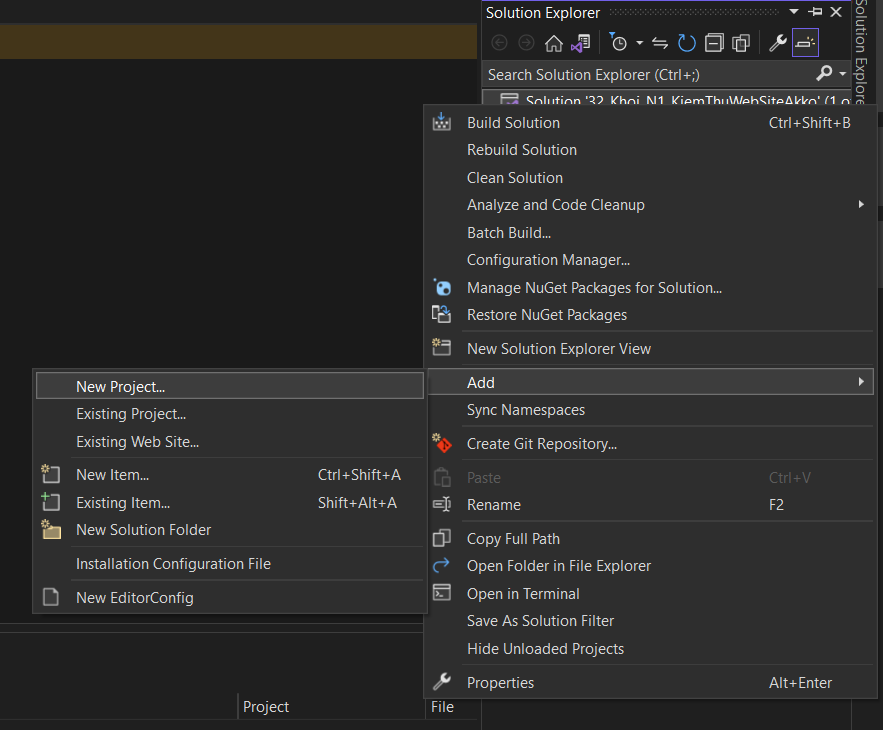 Solution Explorer
Search Solution Explorer (Ctrl+;)
Solution '32_Khoi_N1_KiemThuWebSiteAkko' (1 o
Solution Explore
Build Solution Ctrl+Shift+B
Rebuild Solution
Clean Solution
Analyze and Code Cleanup
Batch Build...
Configuration Manager...
Manage NuGet Packages for Solution...
Restore NuGet Packages
New Solution Explorer View
Add
Sync Namespaces
Create Git Repository...
Paste Ctrl+V
Rename F2
Copy Full Path
Open Folder in File Explorer
Open in Terminal
Save As Solution Filter
Hide Unloaded Projects
Properties Alt+Enter
New Project...
Existing Project...
Existing Web Site...
New Item... Ctrl+Shift+A
Existing Item... Shift+Alt+A
New Solution Folder
Installation Configuration File
New EditorConfig
Project File